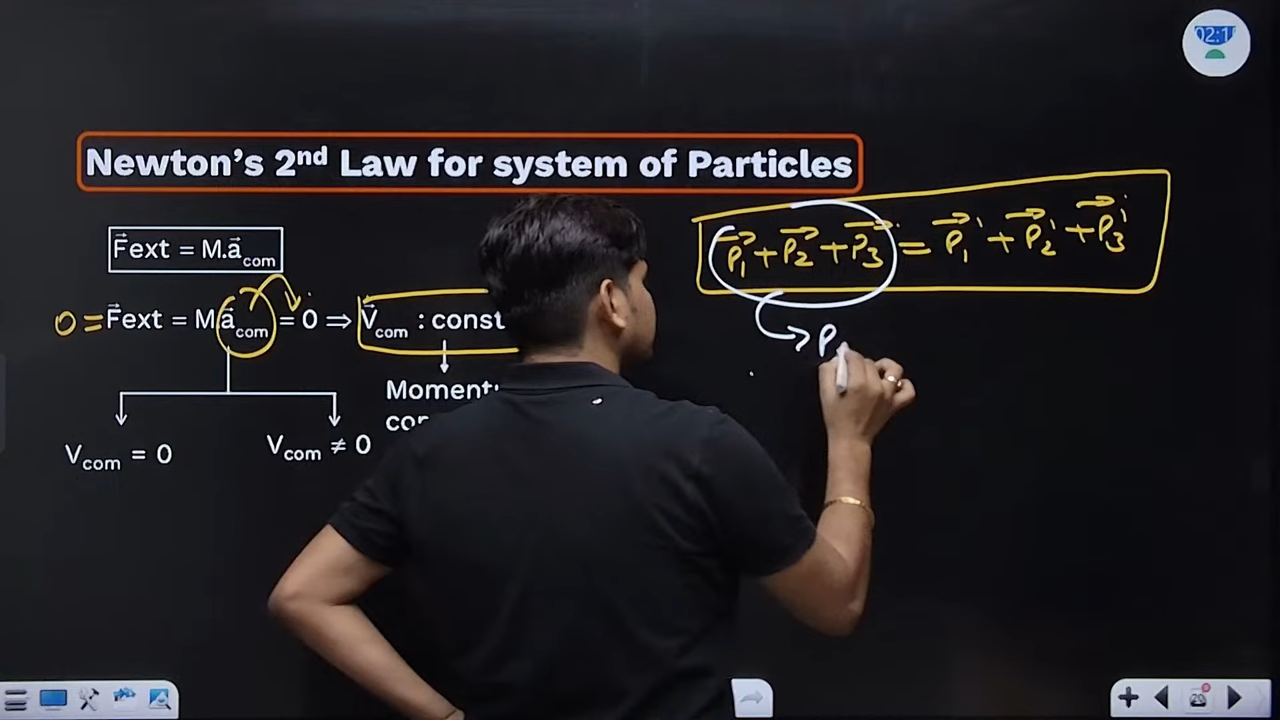 02:1
Newton's 2nd Law for system of Particles
F⃗ext = M.a⃗com
0 = F⃗ext = M.a⃗com = 0 ⇒ V⃗com : const
Vcom = 0
Vcom ≠ 0
P⃗1 + P⃗2 + P⃗3 = P⃗1' + P⃗2' + P⃗3'
P
20